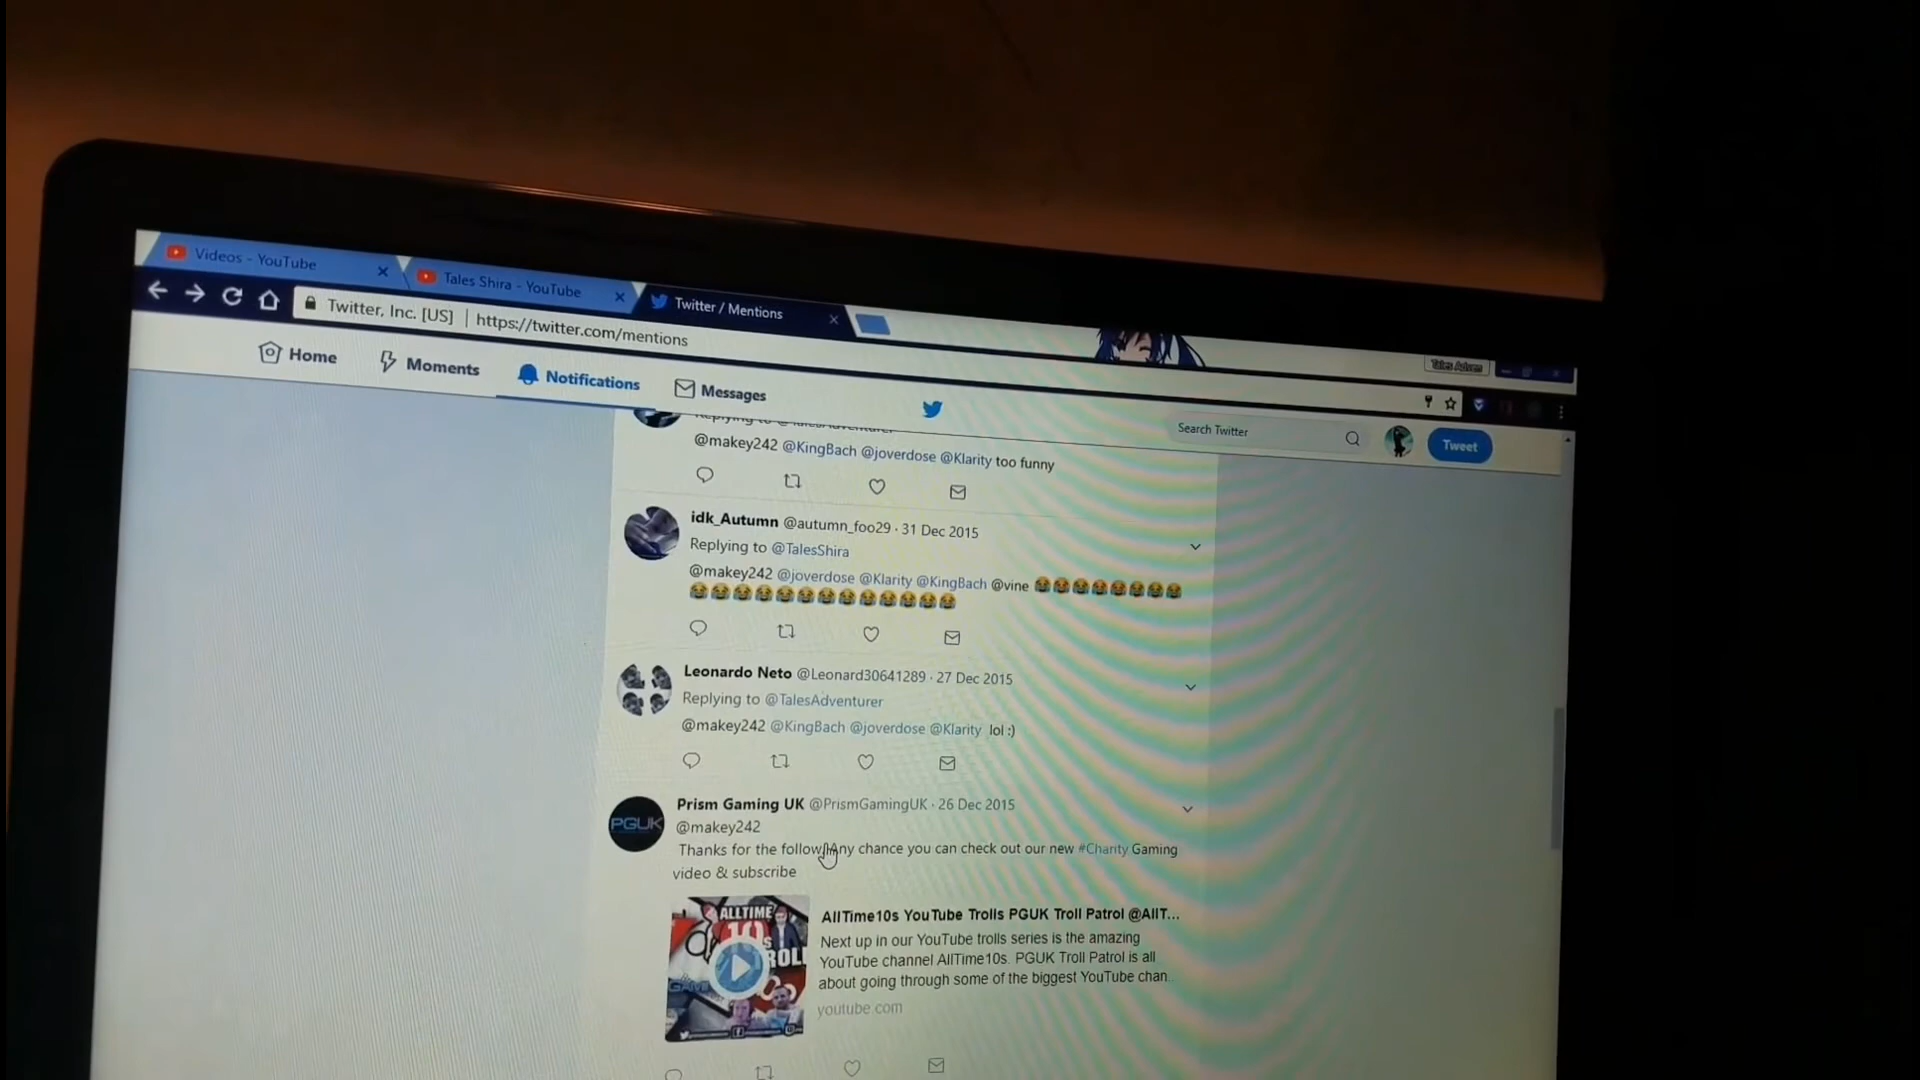 Videos - YouTube
Tales Shira - YouTube
Twitter / Mentions
Tales Adven
Twitter, Inc. [US] | https://twitter.com/mentions
Home
Moments
Notifications
Messages
Search Twitter
Tweet
@makey242 @KingBach @joverdose @Klarity too funny
idk_Autumn @autumn_foo29 · 31 Dec 2015
Replying to @TalesShira
@makey242 @joverdose @Klarity @KingBach @vine 😂😂😂😂😂😂😂😂
😂😂😂😂😂😂😂😂😂😂😂😂😂
Leonardo Neto @Leonard30641289 · 27 Dec 2015
Replying to @TalesAdventurer
@makey242 @KingBach @joverdose @Klarity lol :)
PGUK
Prism Gaming UK @PrismGamingUK · 26 Dec 2015
@makey242
Thanks for the follow Any chance you can check out our new #Charity Gaming
video & subscribe
ALLTIME
10s
AllTime10s YouTube Trolls PGUK Troll Patrol @AllT...
Next up in our YouTube trolls series is the amazing
YouTube channel AllTime10s. PGUK Troll Patrol is all
about going through some of the biggest YouTube chan
youtube.com